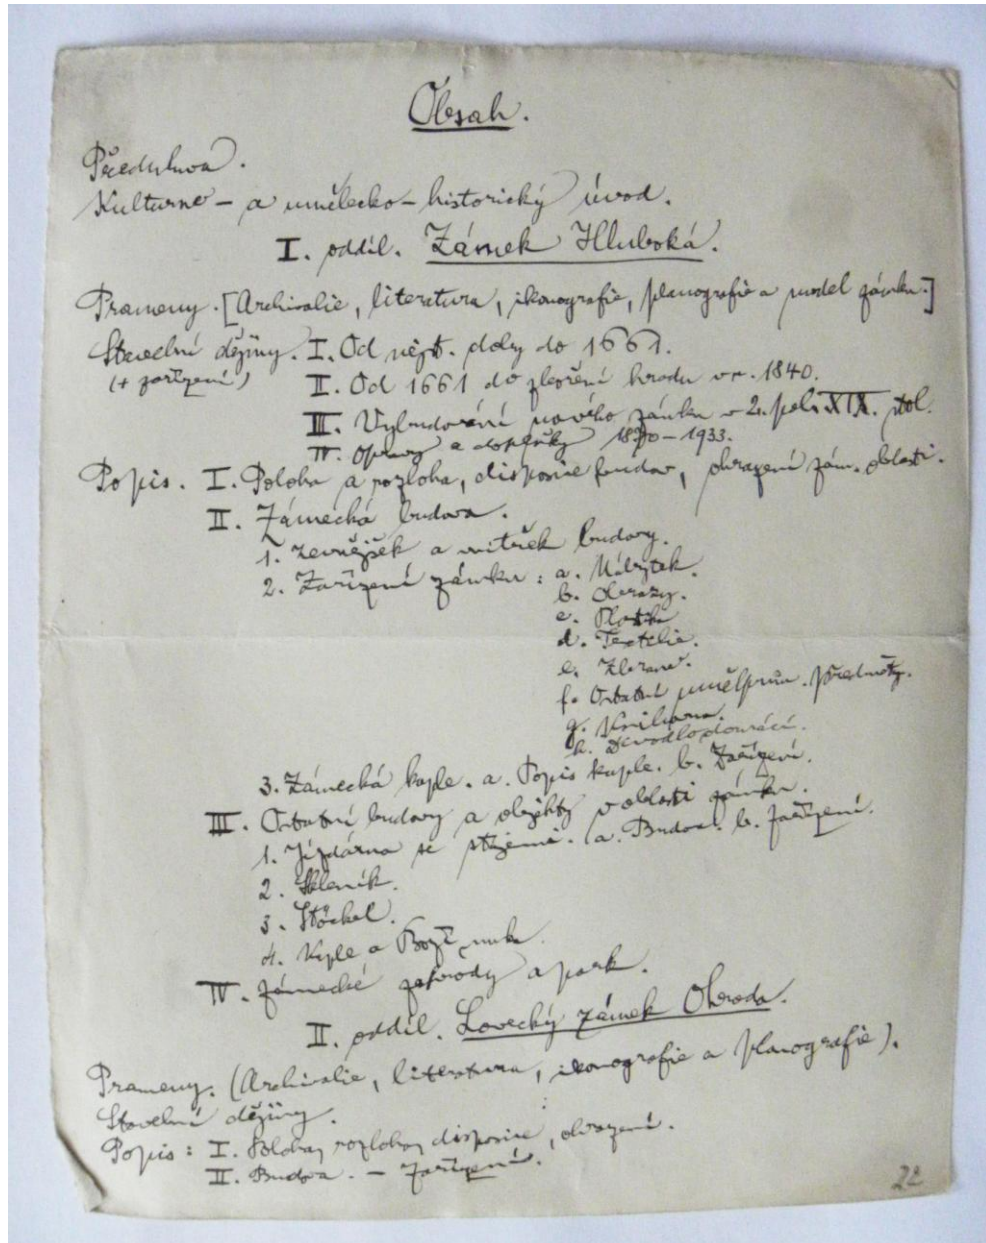 Obsah.
Předmluva.
Kulturně - a umělecko-historický úvod.
I. oddíl. Zámek Hluboká.
Prameny. [Archivalie, literatura, ikonografie, planografie a model zámku.]
Stavební dějiny. I. Od nejst. doby do 1661.
(+ zařízení) II. Od 1661 do zboření hradu v r. 1840.
III. Vybudování nového zámku v 2. pol. XIX. stol.
IV. Opravy a doplňky 1890-1933.
Popis. I. Poloha a rozloha, disposice budov, ohrazení zám. oblasti.
II. Zámecká budova.
1. Zevnějšek a vnitřek budovy.
2. Zařízení zámku: a. Nábytek.
b. Obrazy.
c. Plastika
d. Textilie.
e. Zbraně.
f. Ostatní umělprům. předměty.
g. Knihovna.
h.
3. Zámecká kaple. a. Popis kaple. b. Zařízení.
III. Ostatní budovy a objekty v oblasti zámku.
1. Jízdárna se stájemi. a. Budova. b. Zařízení.
2. Skleník.
3. Stöckel.
4. Kaple a Boží muka.
IV. Zámecké zahrady a park.
II. oddíl. Lovecký zámek Ohrada.
Prameny. (Archivalie, literatura, ikonografie a planografie).
Stavební dějiny.
Popis: I. Poloha, rozloha, disposice, ohrazení.
II. Budova. - Zařízení.
22